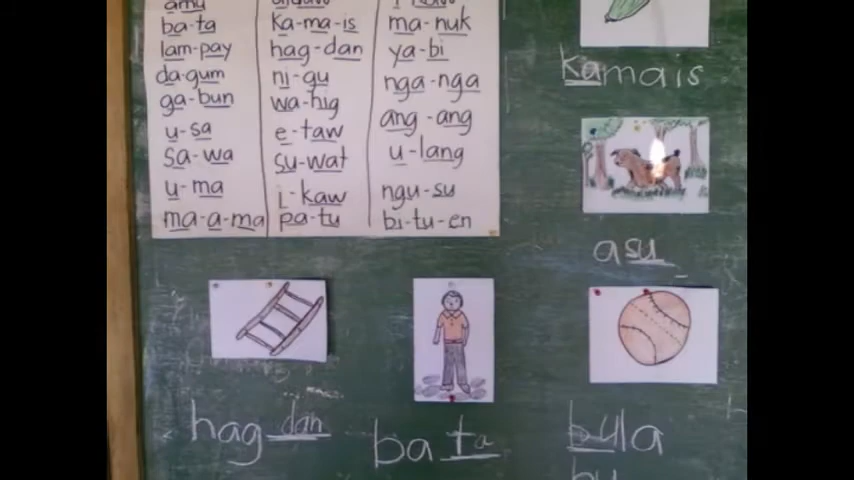 amu
ba-ta
lam-pay
da-gum
ga-bun
u-sa
sa-wa
u-ma
ma-a-ma
ka-ma-is
hag-dan
ni-gu
wa-hig
e-taw
su-wat
i-kaw
pa-tu
ma-nuk
ya-bi
nga-nga
ang-ang
u-lang
ngu-su
bi-tu-en
kamais
asu
hagdan
bata
bula
bu